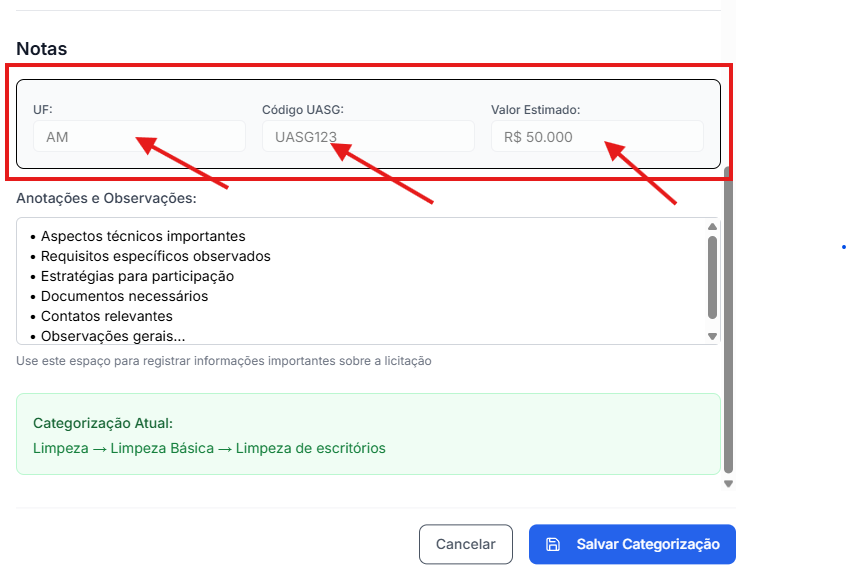 Notas
UF: Código UASG: Valor Estimado:
AM UASG123 R$ 50.000
Anotações e Observações:
• Aspectos técnicos importantes
• Requisitos específicos observados
• Estratégias para participação
• Documentos necessários
• Contatos relevantes
• Observações gerais...
Use este espaço para registrar informações importantes sobre a licitação
Categorização Atual:
Limpeza → Limpeza Básica → Limpeza de escritórios
Cancelar Salvar Categorização